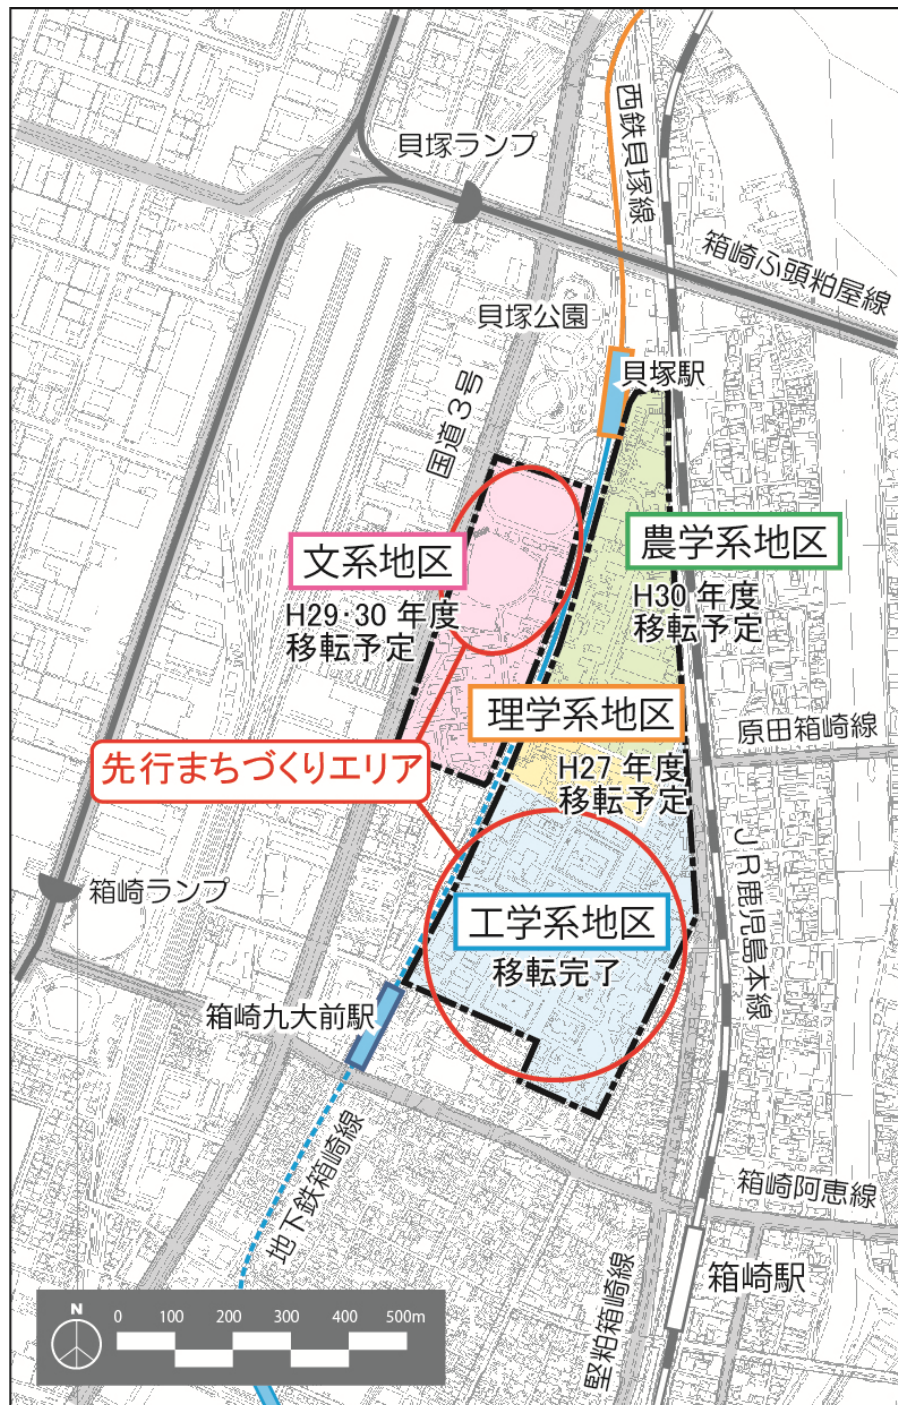 貝塚ランプ
西鉄貝塚線
箱崎ふ頭粕屋線
貝塚公園
貝塚駅
国道3号
農学系地区
H30 年度
移転予定
文系地区
H29･30 年度
移転予定
理学系地区
H27 年度
移転予定
原田箱崎線
先行まちづくりエリア
JR鹿児島本線
箱崎ランプ
工学系地区
移転完了
箱崎九大前駅
地下鉄箱崎線
箱崎阿恵線
箱崎駅
堅粕箱崎線
N
0 100 200 300 400 500m